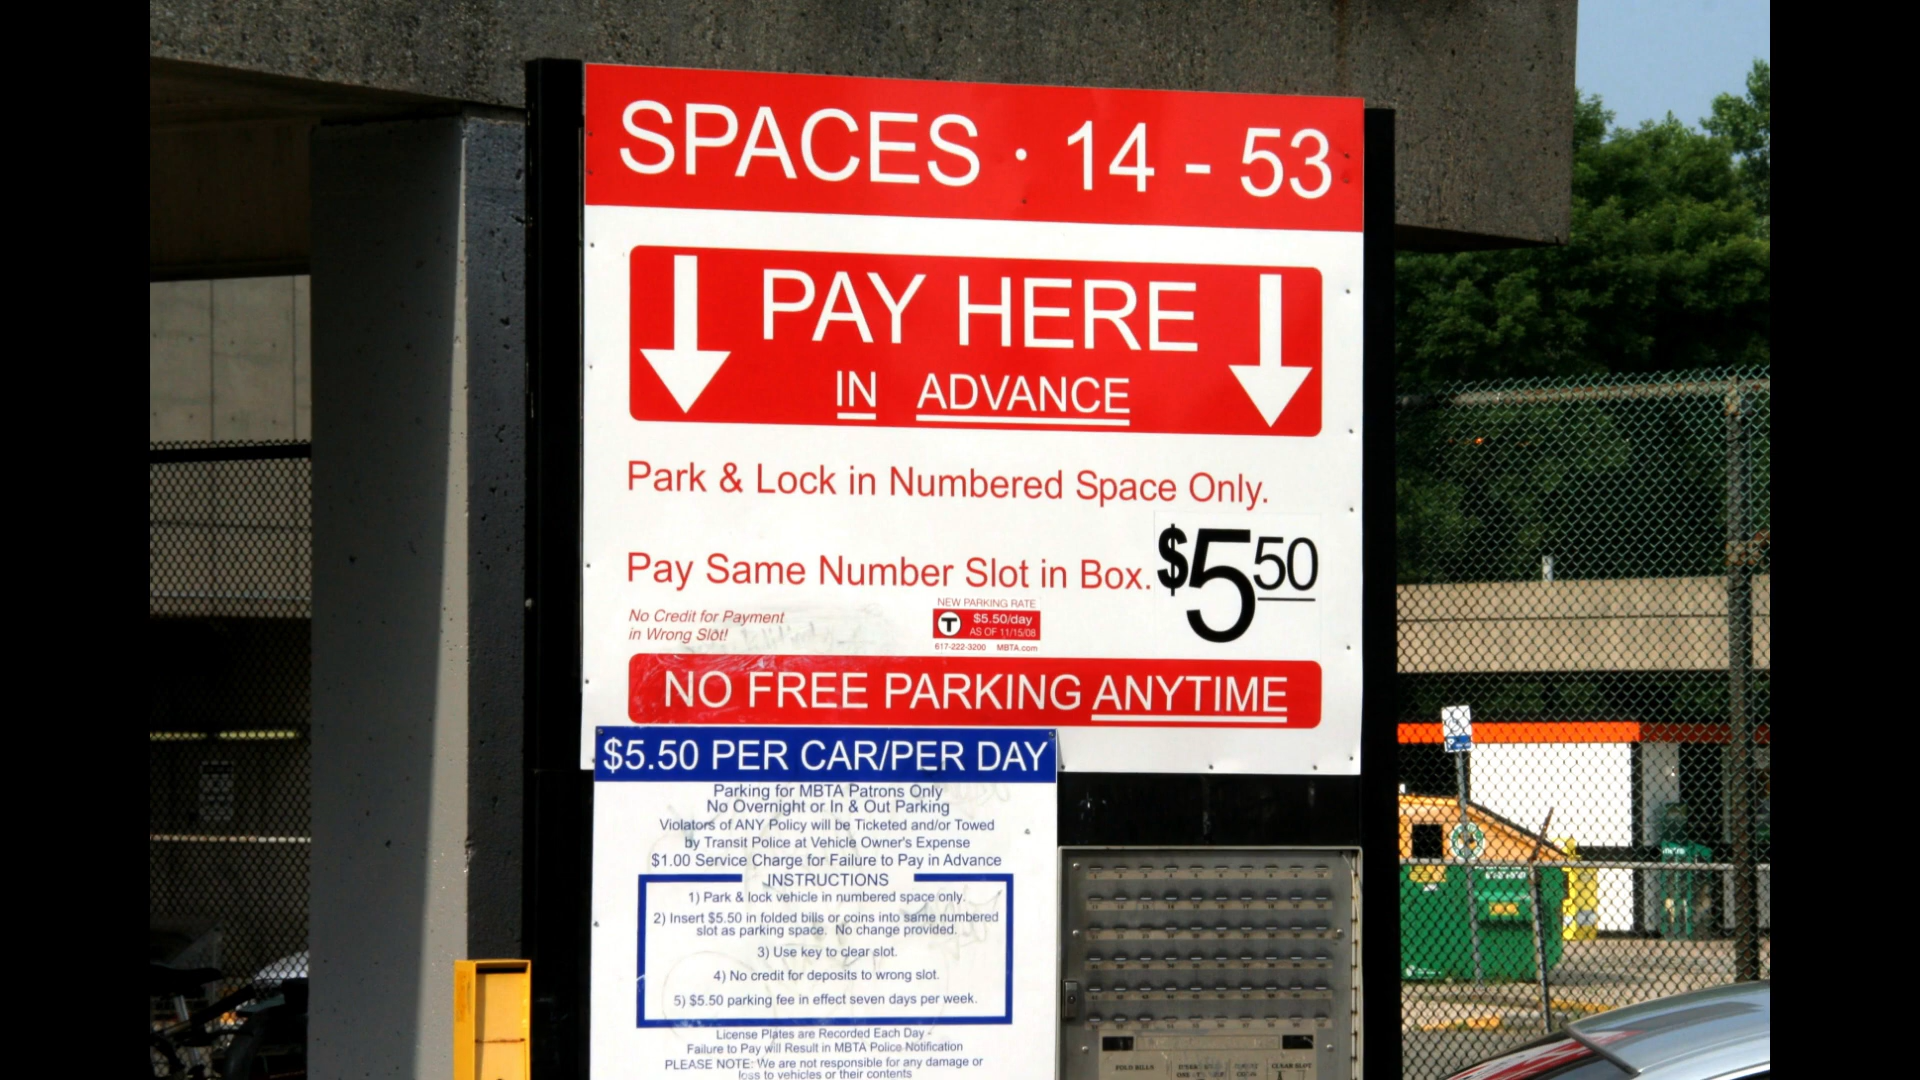 SPACES · 14 - 53
PAY HERE
IN ADVANCE
Park & Lock in Numbered Space Only.
Pay Same Number Slot in Box.
$5 50
No Credit for Payment
in Wrong Slot!
NEW PARKING RATE
T $5.50/day
AS OF 11/15/08
617-222-3200 MBTA.com
NO FREE PARKING ANYTIME
$5.50 PER CAR/PER DAY
Parking for MBTA Patrons Only
No Overnight or In & Out Parking
Violators of ANY Policy will be Ticketed and/or Towed
by Transit Police at Vehicle Owner's Expense
$1.00 Service Charge for Failure to Pay in Advance
INSTRUCTIONS
1) Park & lock vehicle in numbered space only.
2) Insert $5.50 in folded bills or coins into same numbered
slot as parking space. No change provided.
3) Use key to clear slot.
4) No credit for deposits to wrong slot.
5) $5.50 parking fee in effect seven days per week.
License Plates are Recorded Each Day -
Failure to Pay will Result in MBTA Police Notification
PLEASE NOTE: We are not responsible for any damage or
loss to vehicles or their contents
FOLD BILLS
CLEAR SLOT